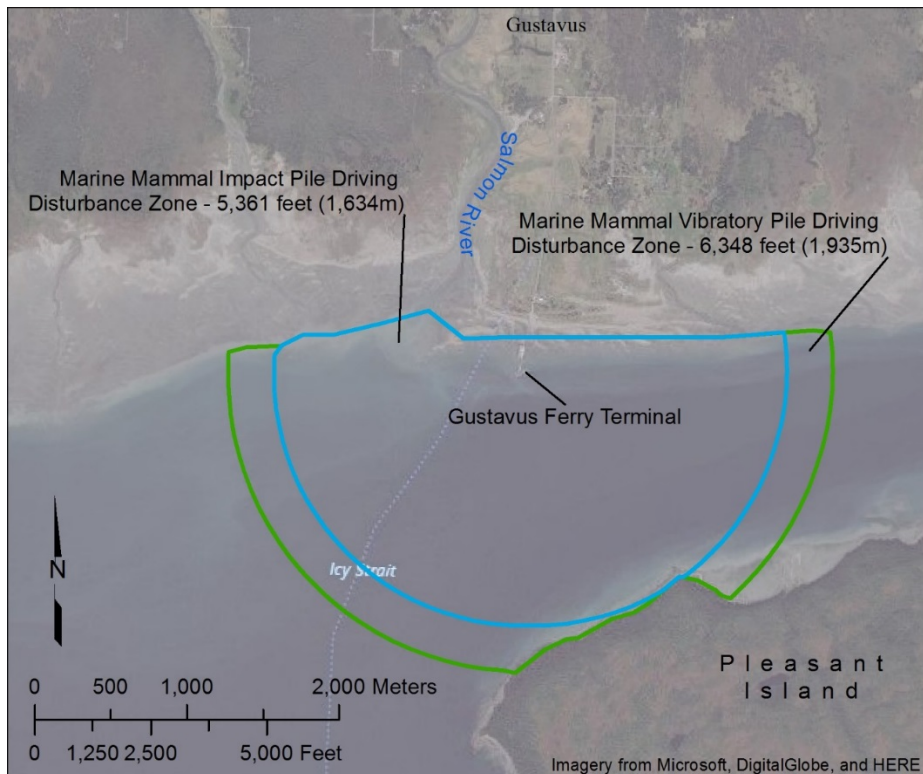 Gustavus
Salmon River
Marine Mammal Impact Pile Driving
Disturbance Zone - 5,361 feet (1,634m)
Marine Mammal Vibratory Pile Driving
Disturbance Zone - 6,348 feet (1,935m)
Gustavus Ferry Terminal
N
Icy Strait
Pleasant
Island
0 500 1,000 2,000 Meters
0 1,250 2,500 5,000 Feet
Imagery from Microsoft, DigitalGlobe, and HERE